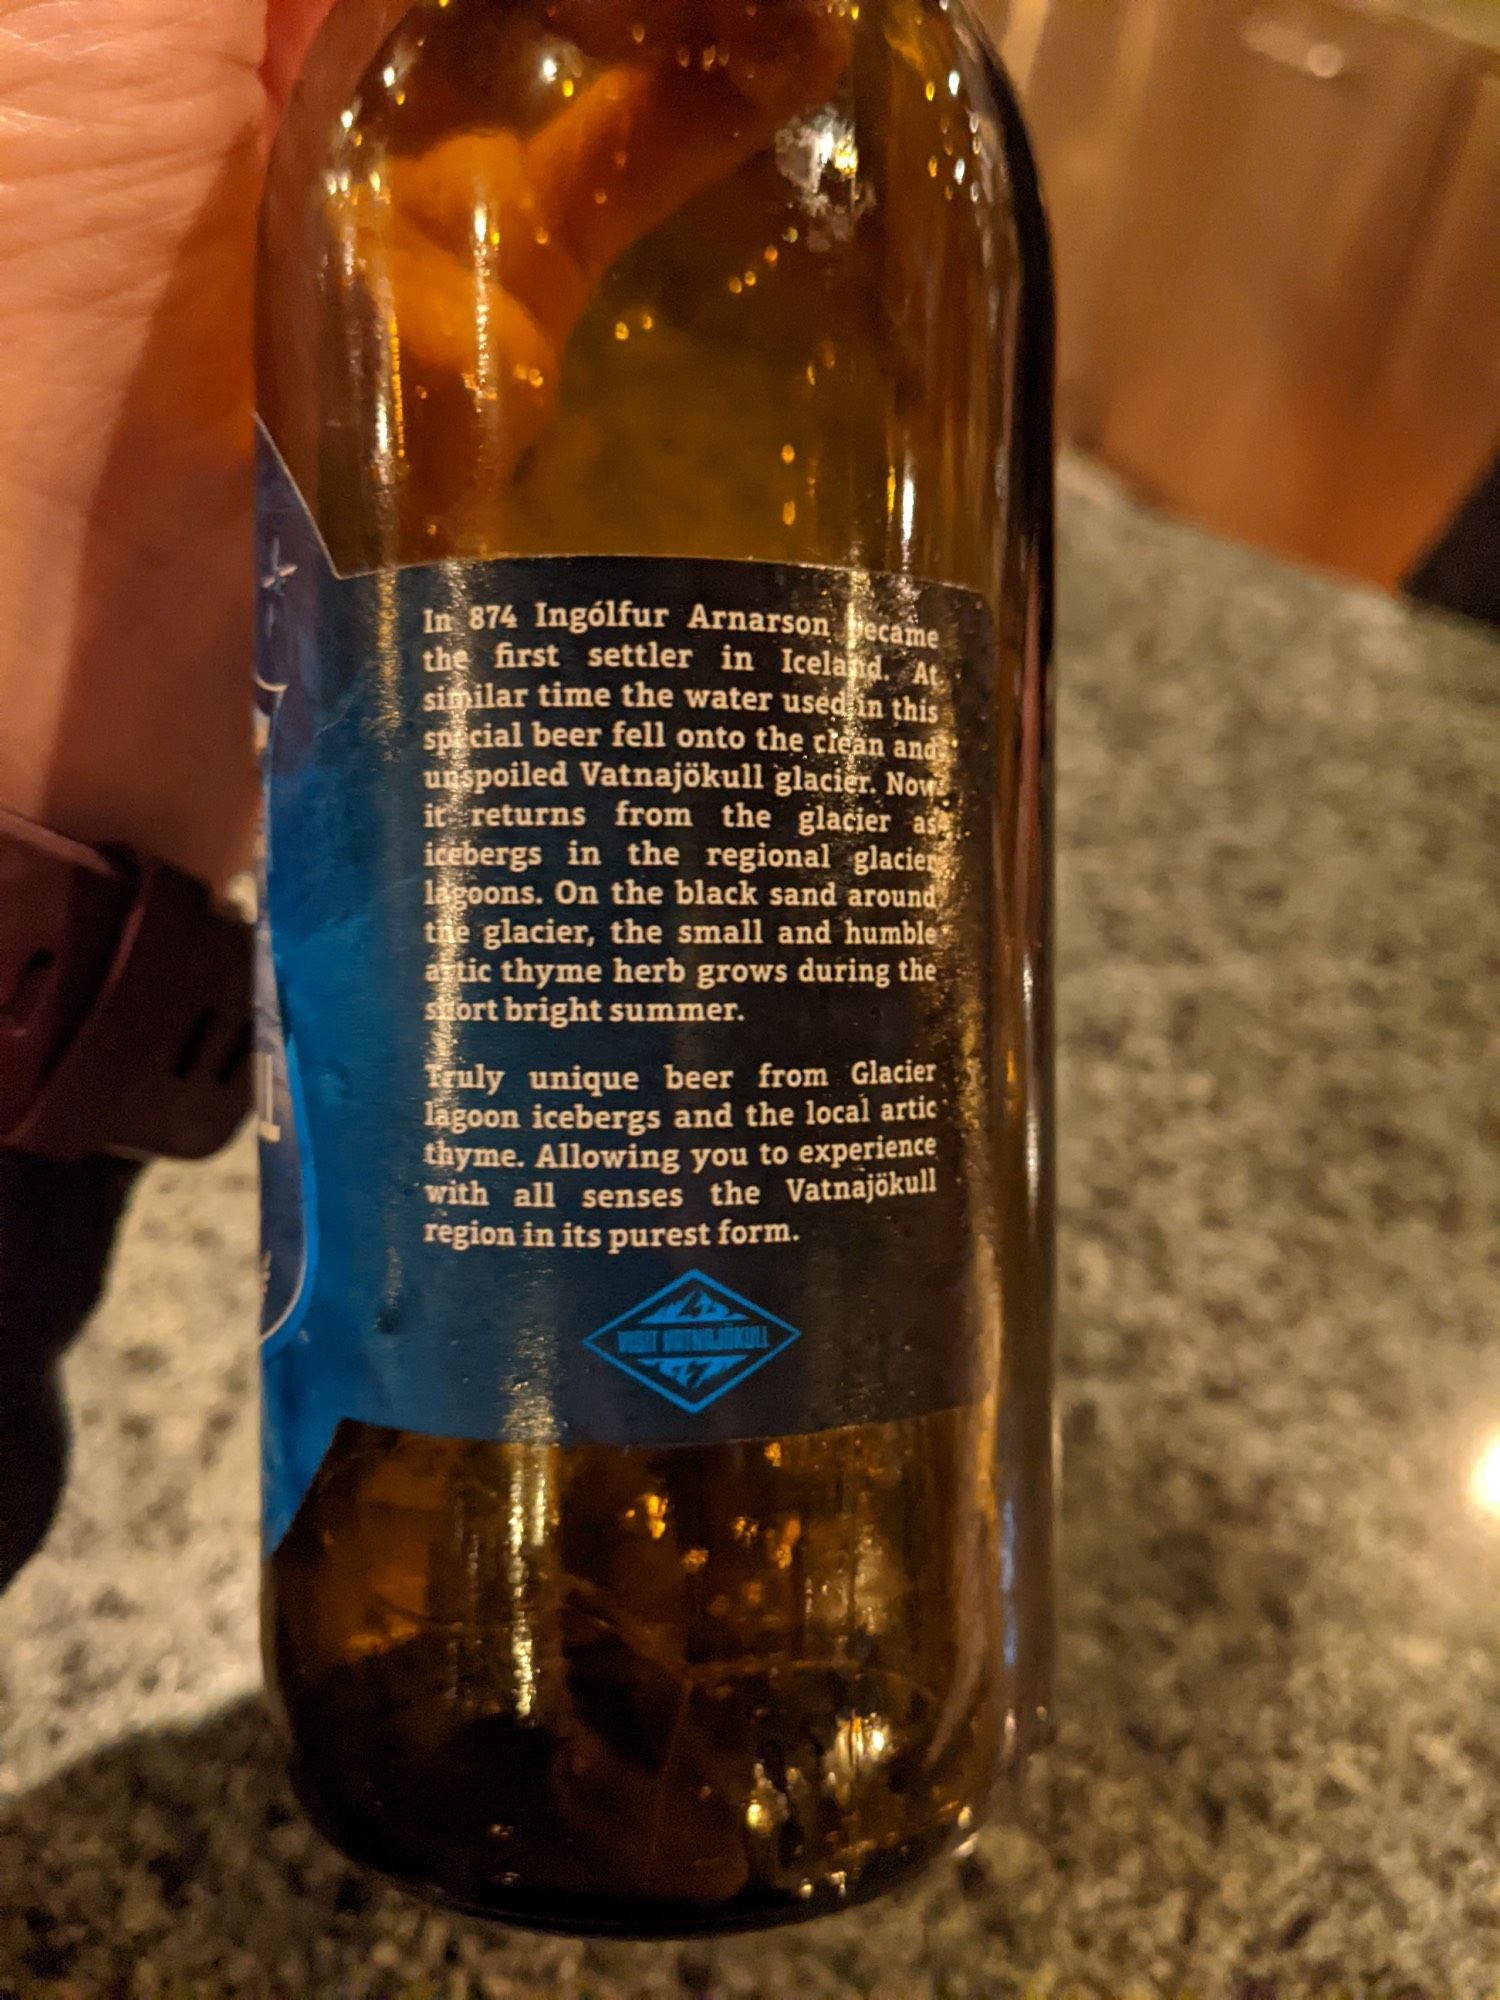 In 874 Ingólfur Arnarson became
the first settler in Iceland. At
similar time the water used in this
special beer fell onto the clean and
unspoiled Vatnajökull glacier. Now
it returns from the glacier as
icebergs in the regional glacier
lagoons. On the black sand around
the glacier, the small and humble
artic thyme herb grows during the
short bright summer.
Truly unique beer from Glacier
lagoon icebergs and the local artic
thyme. Allowing you to experience
with all senses the Vatnajökull
region in its purest form.
VISIT VATNAJÖKULL